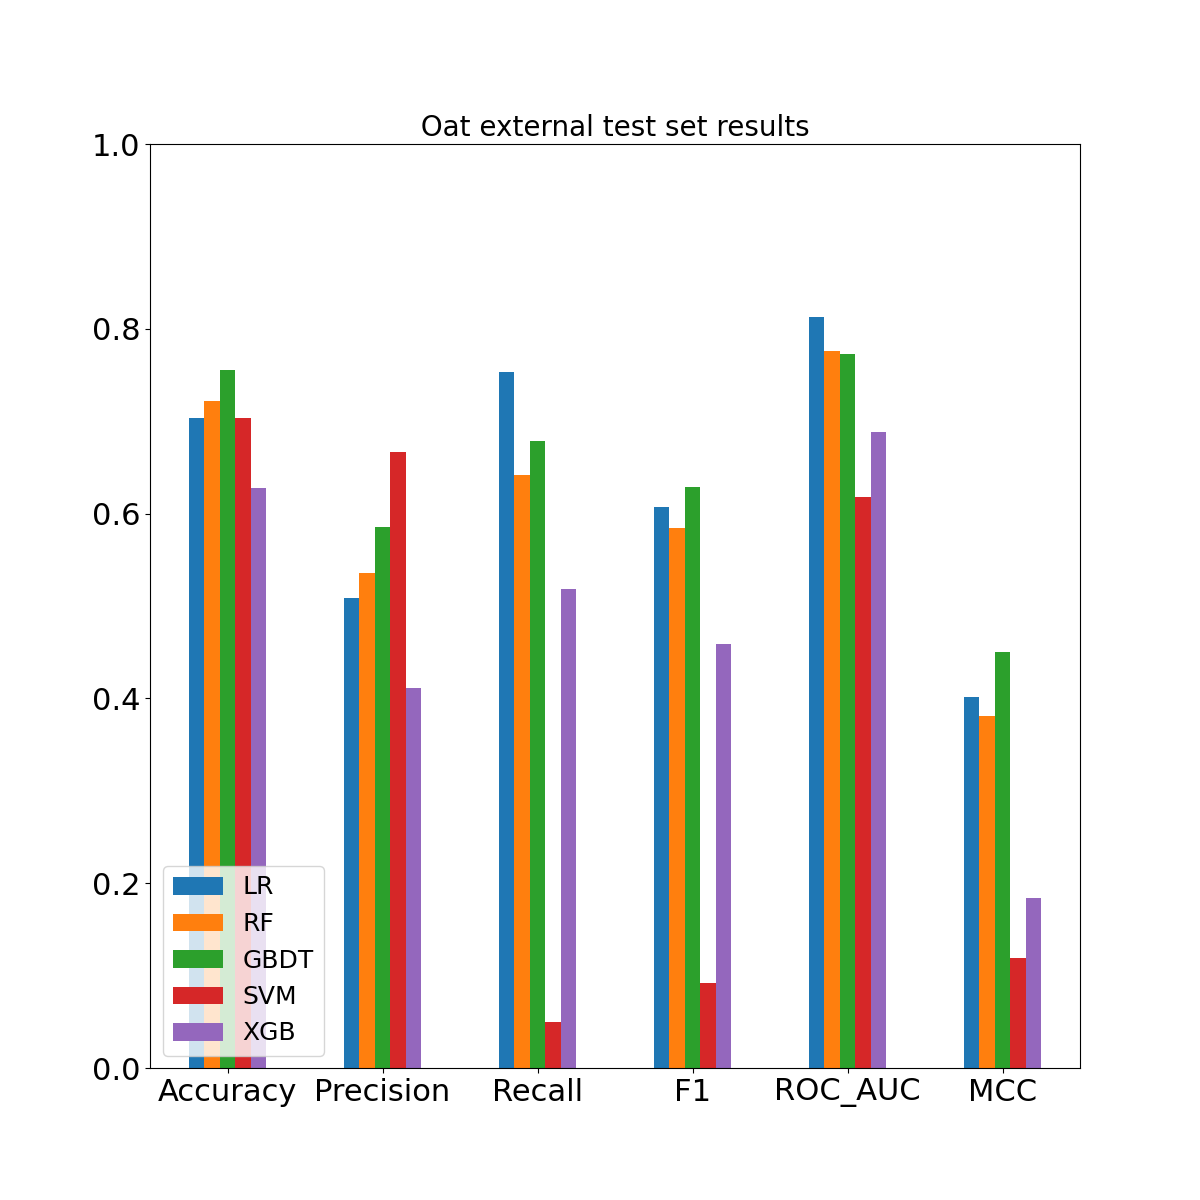 Oat external test set results
1.0
0.8
0.6
0.4
0.2
0.0
LR
RF
GBDT
SVM
XGB
Accuracy Precision Recall F1 ROC_AUC MCC